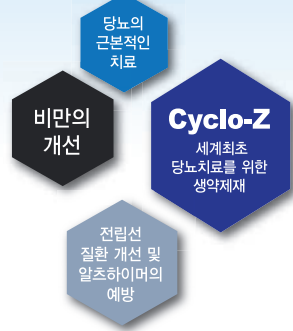 당뇨의
근본적인
치료
비만의
개선
Cyclo-Z
세계최초
당뇨치료를 위한
생약제재
전립선
질환 개선 및
알츠하이머의
예방